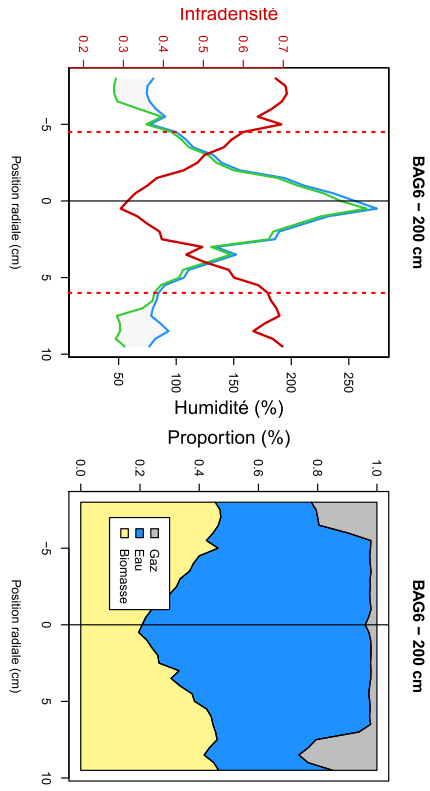 Infradensité
0.2 0.3 0.4 0.5 0.6 0.7
BAG6 − 200 cm
−5 0 5 10
Position radiale (cm)
50 100 150 200 250
Humidité (%)
Proportion (%)
0.0 0.2 0.4 0.6 0.8 1.0
BAG6 − 200 cm
Gaz
Eau
Biomasse
−5 0 5 10
Position radiale (cm)